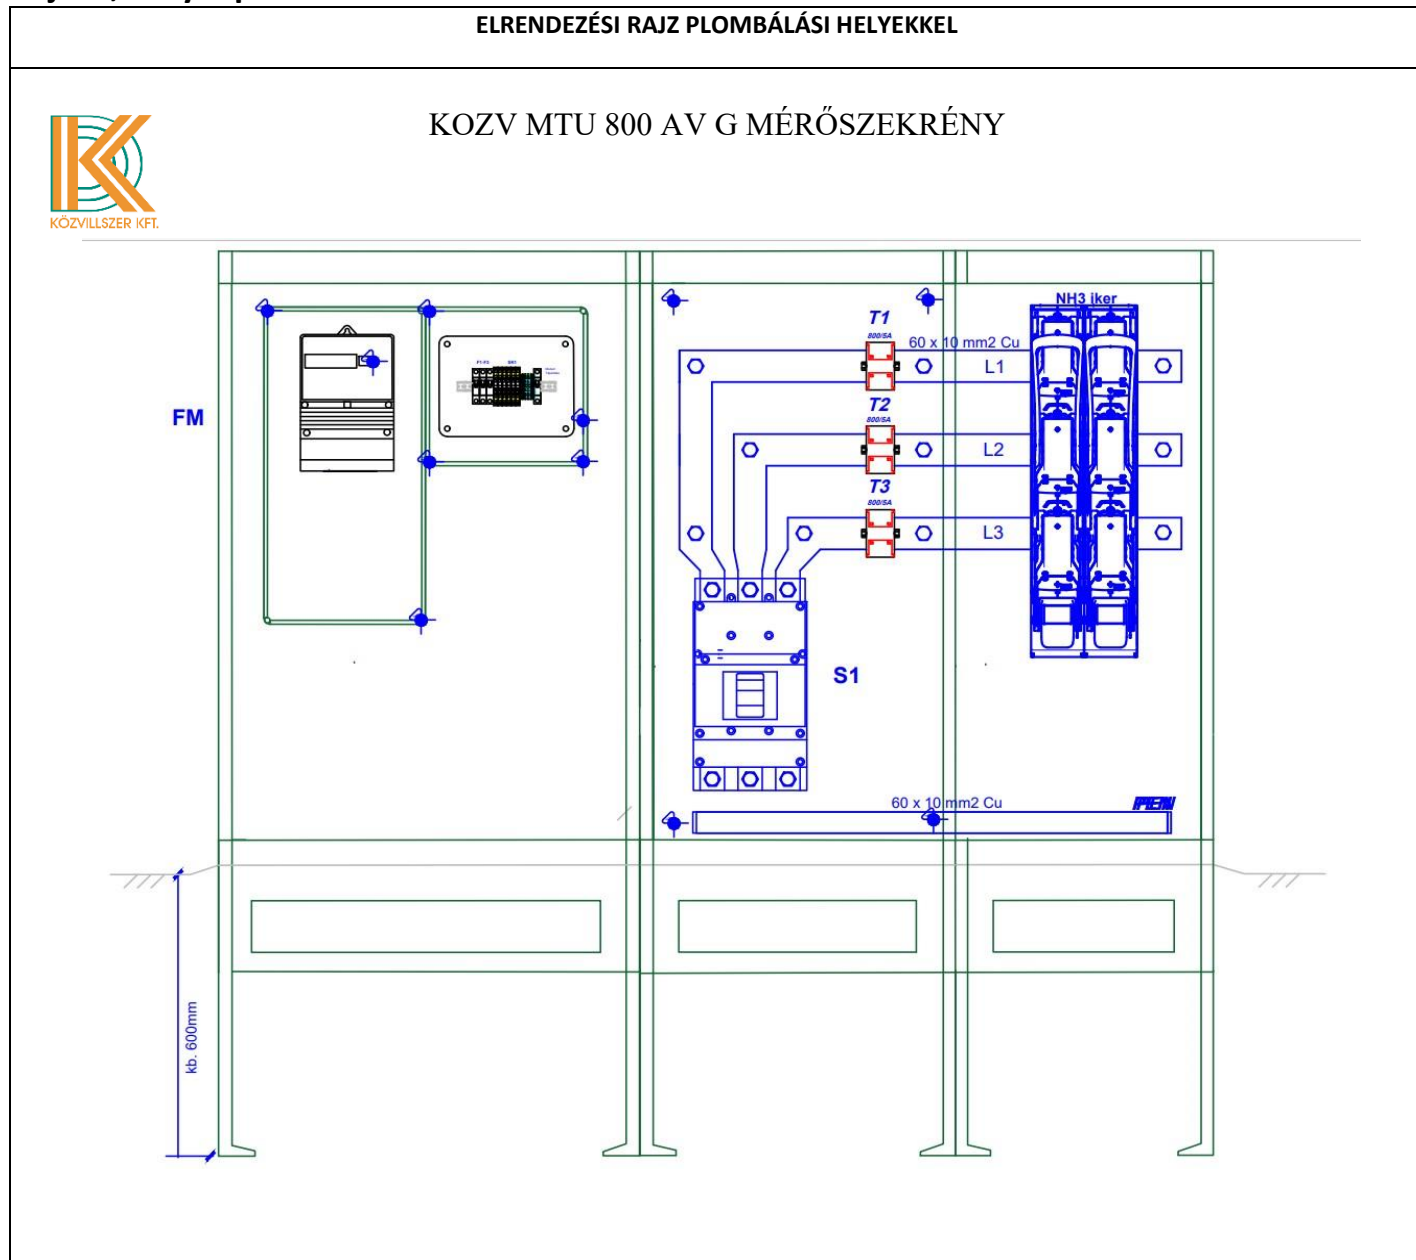 ELRENDEZÉSI RAJZ PLOMBÁLÁSI HELYEKKEL
KOZV MTU 800 AV G MÉRŐSZEKRÉNY
KÖZVILLSZER KFT.
NH3 iker
T1
800/5A
60 x 10 mm2 Cu
L1
FM
T2
800/5A
L2
T3
800/5A
L3
S1
60 x 10 mm2 Cu
PEN
kb. 600mm